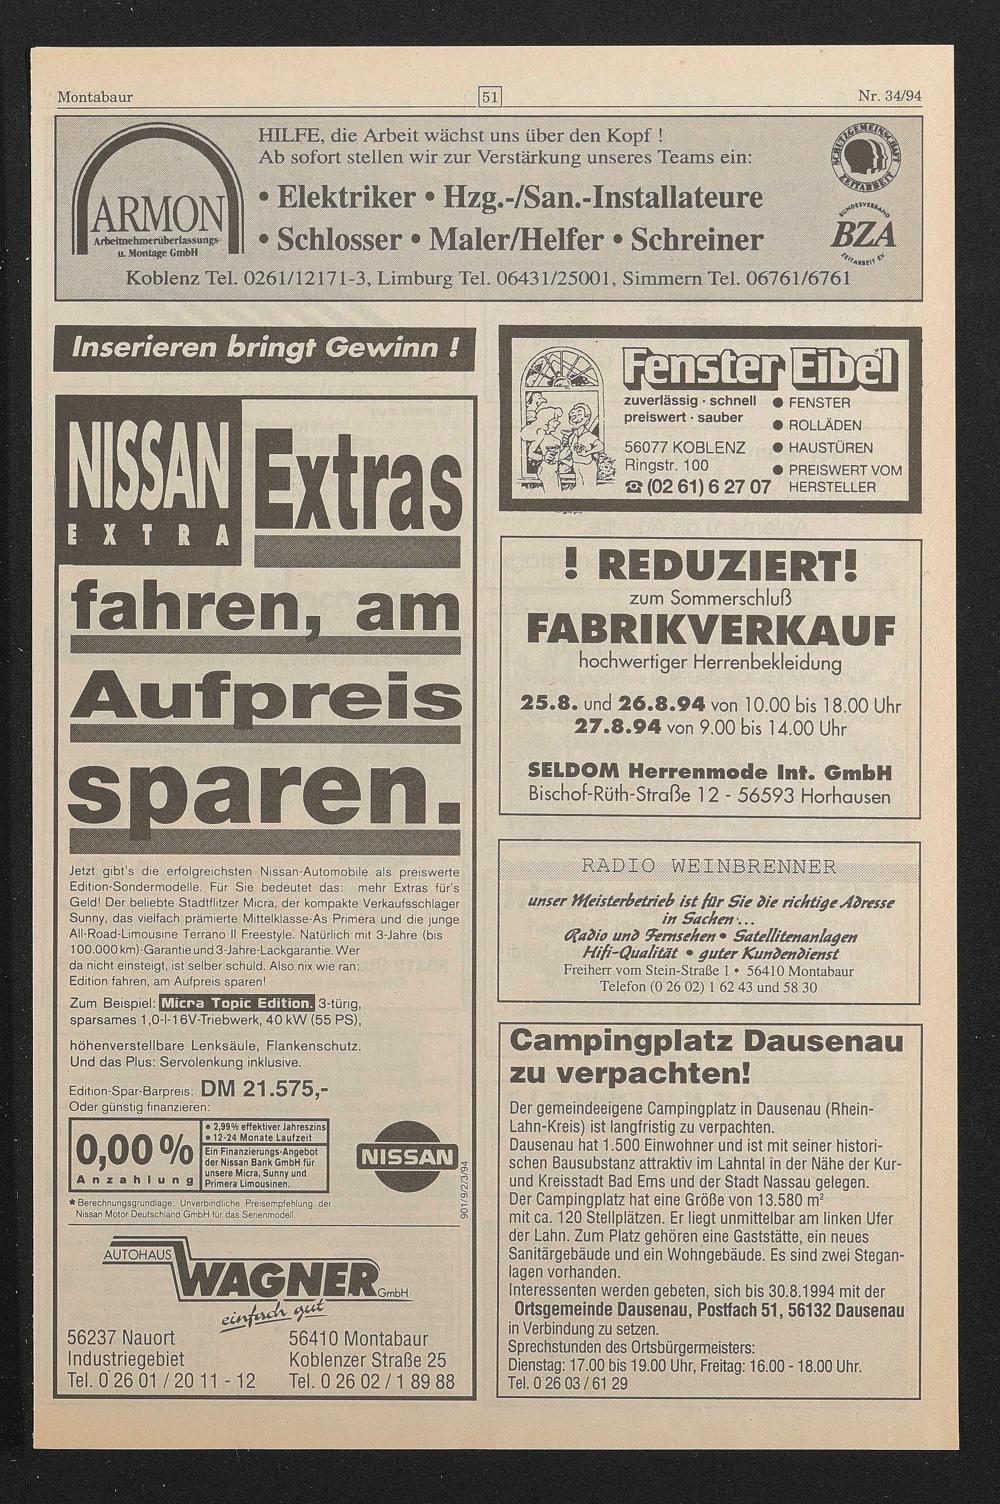 Montabaur
51
Nr. 34/94
ARMON
Arbeitnehmerüberlassungs-
u. Montage GmbH
HILFE, die Arbeit wächst uns über den Kopf !
Ab sofort stellen wir zur Verstärkung unseres Teams ein:
• Elektriker • Hzg.-/San.-Installateure
• Schlosser • Maler/Helfer • Schreiner
Koblenz Tel. 0261/12171-3, Limburg Tel. 06431/25001, Simmern Tel. 06761/6761
SCHUTZGEMEINSCHAFT
ZEITARBEIT
BUNDESVERBAND
BZA
ZEITARBEIT EV
Inserieren bringt Gewinn !
NISSAN
EXTRA
Extras
fahren, am
Aufpreis
sparen.
Jetzt gibt's die erfolgreichsten Nissan-Automobile als preiswerte
Edition-Sondermodelle. Für Sie bedeutet das: mehr Extras für's
Geld! Der beliebte Stadtflitzer Micra, der kompakte Verkaufsschlager
Sunny, das vielfach prämierte Mittelklasse-As Primera und die junge
All-Road-Limousine Terrano II Freestyle. Natürlich mit 3-Jahre (bis
100.000 km)-Garantie und 3-Jahre-Lackgarantie. Wer
da nicht einsteigt, ist selber schuld. Also nix wie ran:
Edition fahren, am Aufpreis sparen!
Zum Beispiel: Micra Topic Edition. 3-türig,
sparsames 1,0-l-16V-Triebwerk, 40 kW (55 PS),
höhenverstellbare Lenksäule, Flankenschutz.
Und das Plus: Servolenkung inklusive.
Edition-Spar-Barpreis: DM 21.575,-
Oder günstig finanzieren:
0,00 %
Anzahlung
• 2,99% effektiver Jahreszins
• 12-24 Monate Laufzeit
Ein Finanzierungs-Angebot
der Nissan Bank GmbH für
unsere Micra, Sunny und
Primera Limousinen.
NISSAN
901/9/2/3/94
* Berechnungsgrundlage: Unverbindliche Preisempfehlung der
Nissan Motor Deutschland GmbH für das Serienmodell.
AUTOHAUS
WAGNER GmbH
einfach gut
56237 Nauort
Industriegebiet
Tel. 0 26 01 / 20 11 - 12
56410 Montabaur
Koblenzer Straße 25
Tel. 0 26 02 / 1 89 88
Fenster Eibel
zuverlässig · schnell
preiswert · sauber
56077 KOBLENZ
Ringstr. 100
☎ (02 61) 6 27 07
● FENSTER
● ROLLÄDEN
● HAUSTÜREN
● PREISWERT VOM
HERSTELLER
! REDUZIERT!
zum Sommerschluß
FABRIKVERKAUF
hochwertiger Herrenbekleidung
25.8. und 26.8.94 von 10.00 bis 18.00 Uhr
27.8.94 von 9.00 bis 14.00 Uhr
SELDOM Herrenmode Int. GmbH
Bischof-Rüth-Straße 12 - 56593 Horhausen
RADIO WEINBRENNER
unser Meisterbetrieb ist für Sie die richtige Adresse
in Sachen ...
Radio und Fernsehen • Satellitenanlagen
Hifi-Qualität • guter Kundendienst
Freiherr vom Stein-Straße 1 • 56410 Montabaur
Telefon (0 26 02) 1 62 43 und 58 30
Campingplatz Dausenau
zu verpachten!
Der gemeindeeigene Campingplatz in Dausenau (Rhein-
Lahn-Kreis) ist langfristig zu verpachten.
Dausenau hat 1.500 Einwohner und ist mit seiner histori-
schen Bausubstanz attraktiv im Lahntal in der Nähe der Kur-
und Kreisstadt Bad Ems und der Stadt Nassau gelegen.
Der Campingplatz hat eine Größe von 13.580 m²
mit ca. 120 Stellplätzen. Er liegt unmittelbar am linken Ufer
der Lahn. Zum Platz gehören eine Gaststätte, ein neues
Sanitärgebäude und ein Wohngebäude. Es sind zwei Stegan-
lagen vorhanden.
Interessenten werden gebeten, sich bis 30.8.1994 mit der
Ortsgemeinde Dausenau, Postfach 51, 56132 Dausenau
in Verbindung zu setzen.
Sprechstunden des Ortsbürgermeisters:
Dienstag: 17.00 bis 19.00 Uhr, Freitag: 16.00 - 18.00 Uhr.
Tel. 0 26 03 / 61 29